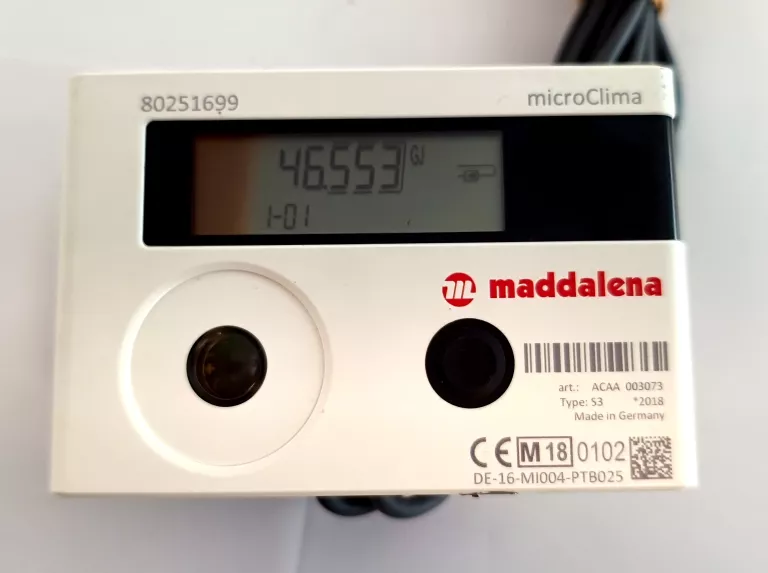 80251699
microClima
46.553 GJ
1-01
maddalena
art.: ACAA 003073
Type: S3 *2018
Made in Germany
CE M 18 0102
DE-16-MI004-PTB025